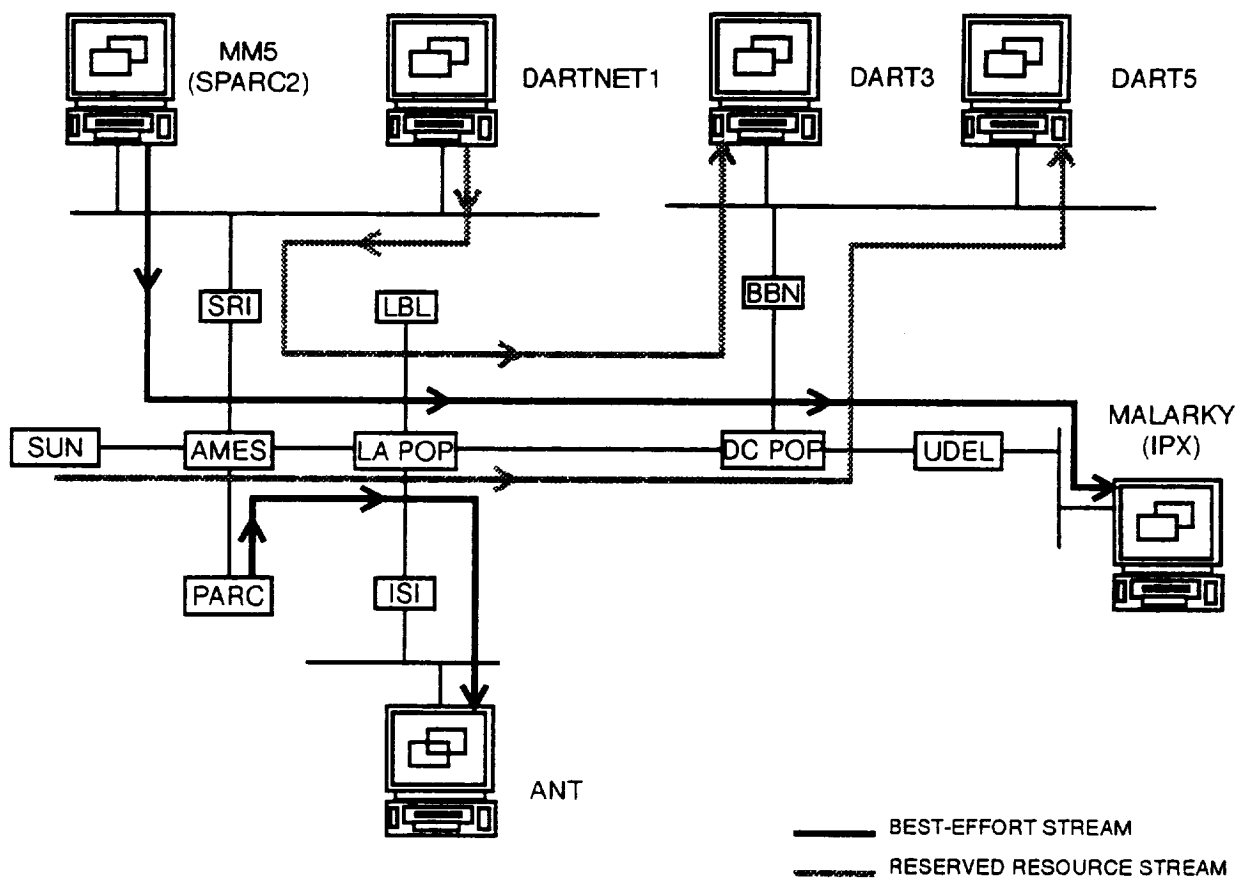 MM5
(SPARC2)
DARTNET1
DART3
DART5
SRI
LBL
BBN
SUN
AMES
LA POP
DC POP
UDEL
MALARKY
(IPX)
PARC
ISI
ANT
BEST-EFFORT STREAM
RESERVED RESOURCE STREAM